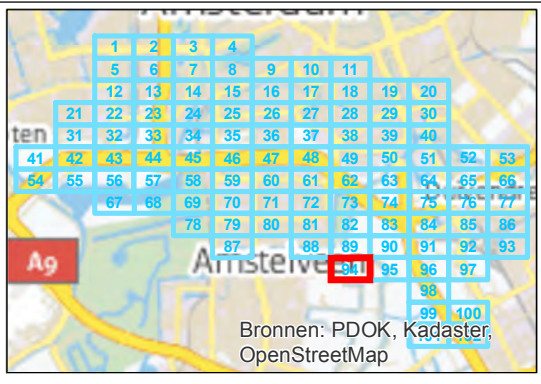 Amsterdam
1 2 3 4
5 6 7 8 9 10 11
12 13 14 15 16 17 18 19 20
21 22 23 24 25 26 27 28 29 30
ten 31 32 33 34 35 36 37 38 39 40
41 42 43 44 45 46 47 48 49 50 51 52 53
54 55 56 57 58 59 60 61 62 63 64 65 66
67 68 69 70 71 72 73 74 75 76 77
78 79 80 81 82 83 84 85 86
87 88 89 90 91 92 93
A9 Amstelveen 94 95 96 97
98
99 100
Bronnen: PDOK, Kadaster,
OpenStreetMap